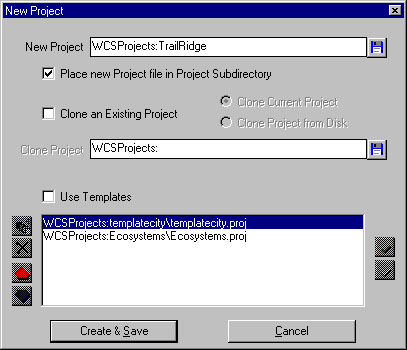 New Project
New Project WCSProjects:TrailRidge
Place new Project file in Project Subdirectory
Clone an Existing Project
Clone Current Project
Clone Project from Disk
Clone Project WCSProjects:
Use Templates
WCSProjects:templatecity\templatecity.proj
WCSProjects:Ecosystems\Ecosystems.proj
Create & Save Cancel